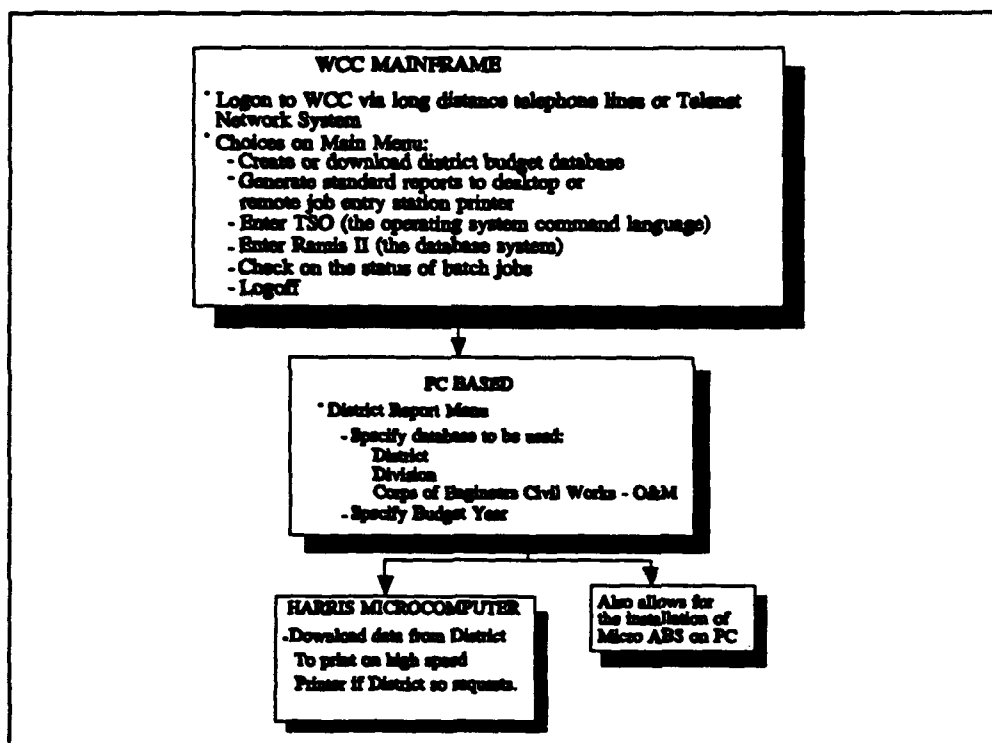 WCC MAINFRAME
* Logon to WCC via long distance telephone lines or Telenet
Network System
* Choices on Main Menu:
- Create or download district budget database
- Generate standard reports to desktop or
remote job entry station printer
- Enter TSO (the operating system command language)
- Enter Ramis II (the database system)
- Check on the status of batch jobs
- Logoff
PC BASED
* District Report Menu
- Specify database to be used:
District
Division
Corps of Engineers Civil Works - O&M
- Specify Budget Year
HARRIS MICROCOMPUTER
- Download data from District
To print on high speed
Printer if District so requests.
Also allows for
the installation of
Micro ABS on PC